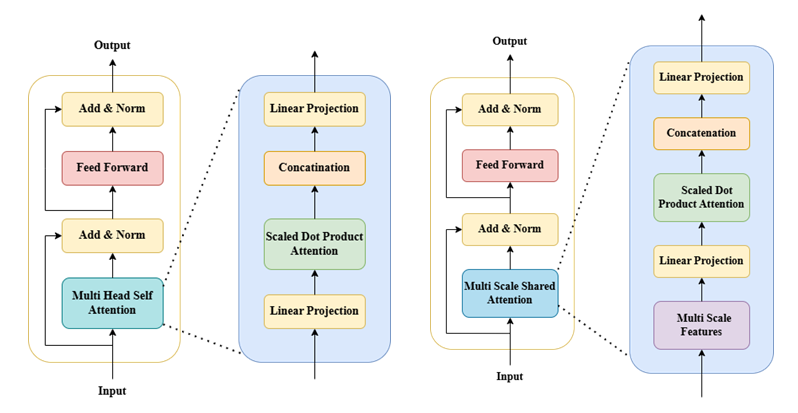 Output
Add & Norm
Feed Forward
Add & Norm
Multi Head Self
Attention
Input
Linear Projection
Concatination
Scaled Dot Product
Attention
Linear Projection
Output
Add & Norm
Feed Forward
Add & Norm
Multi Scale Shared
Attention
Input
Linear Projection
Concatenation
Scaled Dot
Product Attention
Linear Projection
Multi Scale
Features